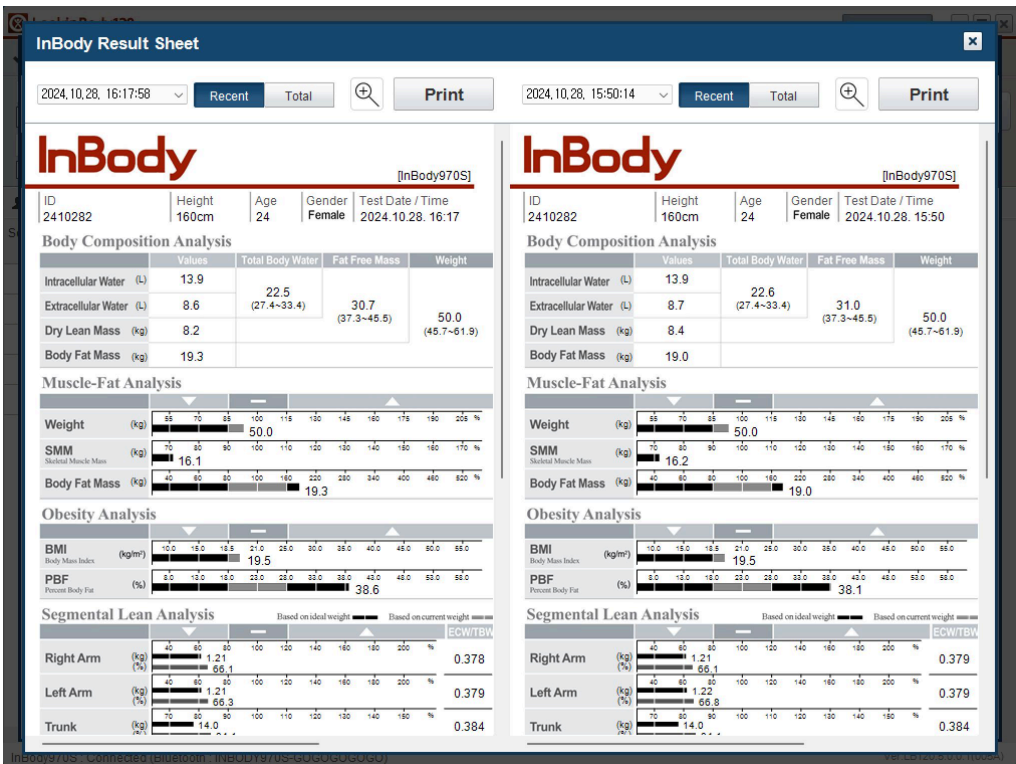 InBody Result Sheet
2024,10,28, 16:17:58 Recent Total Print
InBody
[InBody970S]
ID Height Age Gender Test Date / Time
2410282 160cm 24 Female 2024.10.28. 16:17
Body Composition Analysis
Values Total Body Water Fat Free Mass Weight
Intracellular Water (L) 13.9
22.5
(27.4~33.4)
Extracellular Water (L) 8.6
30.7
(37.3~45.5)
50.0
(45.7~61.9)
Dry Lean Mass (kg) 8.2
Body Fat Mass (kg) 19.3
Muscle-Fat Analysis
Weight (kg) 55 70 85 100 115 130 145 160 175 190 205 %
50.0
SMM (kg) 70 80 90 100 110 120 130 140 150 160 170 %
Skeletal Muscle Mass 16.1
Body Fat Mass (kg) 40 60 80 100 160 220 280 340 400 460 520 %
19.3
Obesity Analysis
BMI (kg/m²) 10.0 15.0 18.5 21.0 25.0 30.0 35.0 40.0 45.0 50.0 55.0
Body Mass Index 19.5
PBF (%) 8.0 13.0 18.0 23.0 28.0 33.0 38.0 43.0 48.0 53.0 58.0
Percent Body Fat 38.6
Segmental Lean Analysis Based on ideal weight Based on current weight
ECW/TBW
Right Arm (kg) 40 60 80 100 120 140 160 180 200 %
1.21
(%) 66.1
0.378
Left Arm (kg) 40 60 80 100 120 140 160 180 200 %
1.21
(%) 66.3
0.379
Trunk (kg) 70 80 90 100 110 120 130 140 150 %
14.0
0.384
2024,10,28, 15:50:14 Recent Total Print
InBody
[InBody970S]
ID Height Age Gender Test Date / Time
2410282 160cm 24 Female 2024.10.28. 15:50
Body Composition Analysis
Values Total Body Water Fat Free Mass Weight
Intracellular Water (L) 13.9
22.6
(27.4~33.4)
Extracellular Water (L) 8.7
31.0
(37.3~45.5)
50.0
(45.7~61.9)
Dry Lean Mass (kg) 8.4
Body Fat Mass (kg) 19.0
Muscle-Fat Analysis
Weight (kg) 55 70 85 100 115 130 145 160 175 190 205 %
50.0
SMM (kg) 70 80 90 100 110 120 130 140 150 160 170 %
Skeletal Muscle Mass 16.2
Body Fat Mass (kg) 40 60 80 100 160 220 280 340 400 460 520 %
19.0
Obesity Analysis
BMI (kg/m²) 10.0 15.0 18.5 21.0 25.0 30.0 35.0 40.0 45.0 50.0 55.0
Body Mass Index 19.5
PBF (%) 8.0 13.0 18.0 23.0 28.0 33.0 38.0 43.0 48.0 53.0 58.0
Percent Body Fat 38.1
Segmental Lean Analysis Based on ideal weight Based on current weight
ECW/TBW
Right Arm (kg) 40 60 80 100 120 140 160 180 200 %
1.21
(%) 66.1
0.379
Left Arm (kg) 40 60 80 100 120 140 160 180 200 %
1.22
(%) 66.8
0.379
Trunk (kg) 70 80 90 100 110 120 130 140 150 %
14.0
0.384
InBody970S : Connected (Bluetooth : INBODY970S-GOGOGOGOGO)